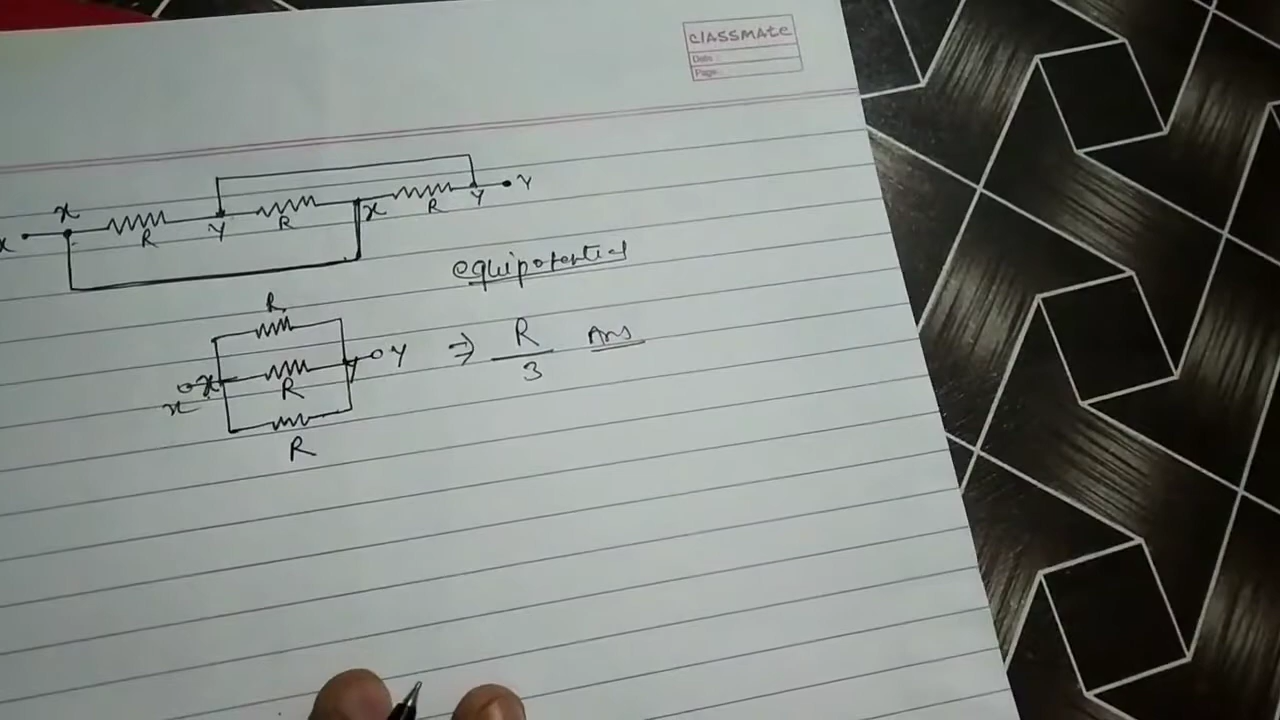 CLASSMATE
Date :
Page :
x
x
R
Y
R
x
R
Y
Y
equipotential
R
x
x
R
Y
Y
⇒ R/3 Ans
R